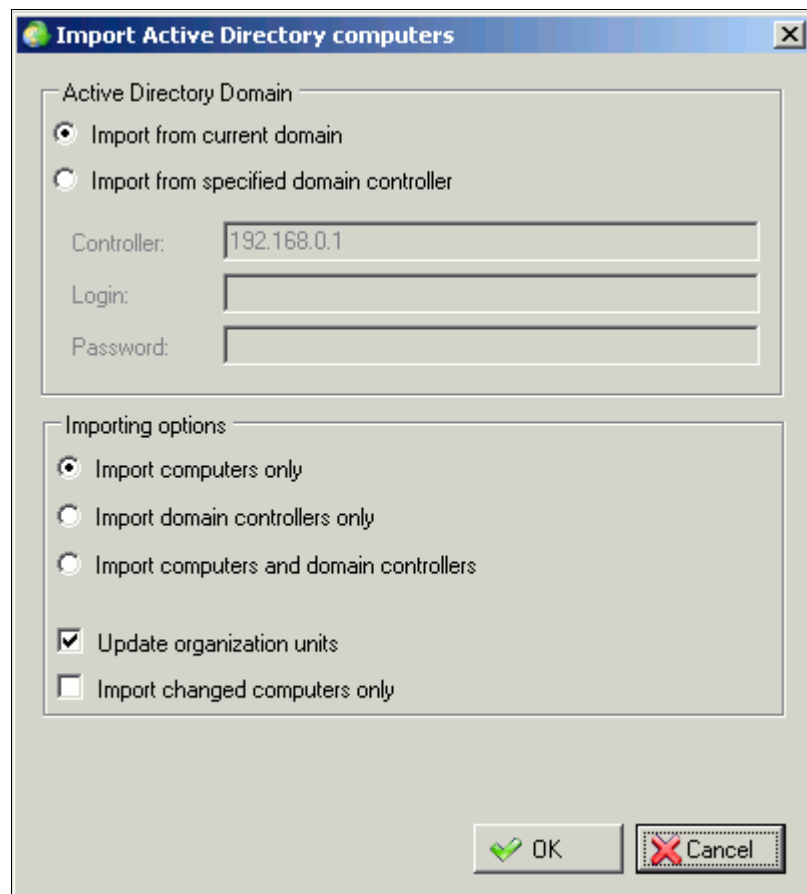 Import Active Directory computers
Active Directory Domain
Import from current domain
Import from specified domain controller
Controller: 192.168.0.1
Login:
Password:
Importing options
Import computers only
Import domain controllers only
Import computers and domain controllers
Update organization units
Import changed computers only
OK Cancel